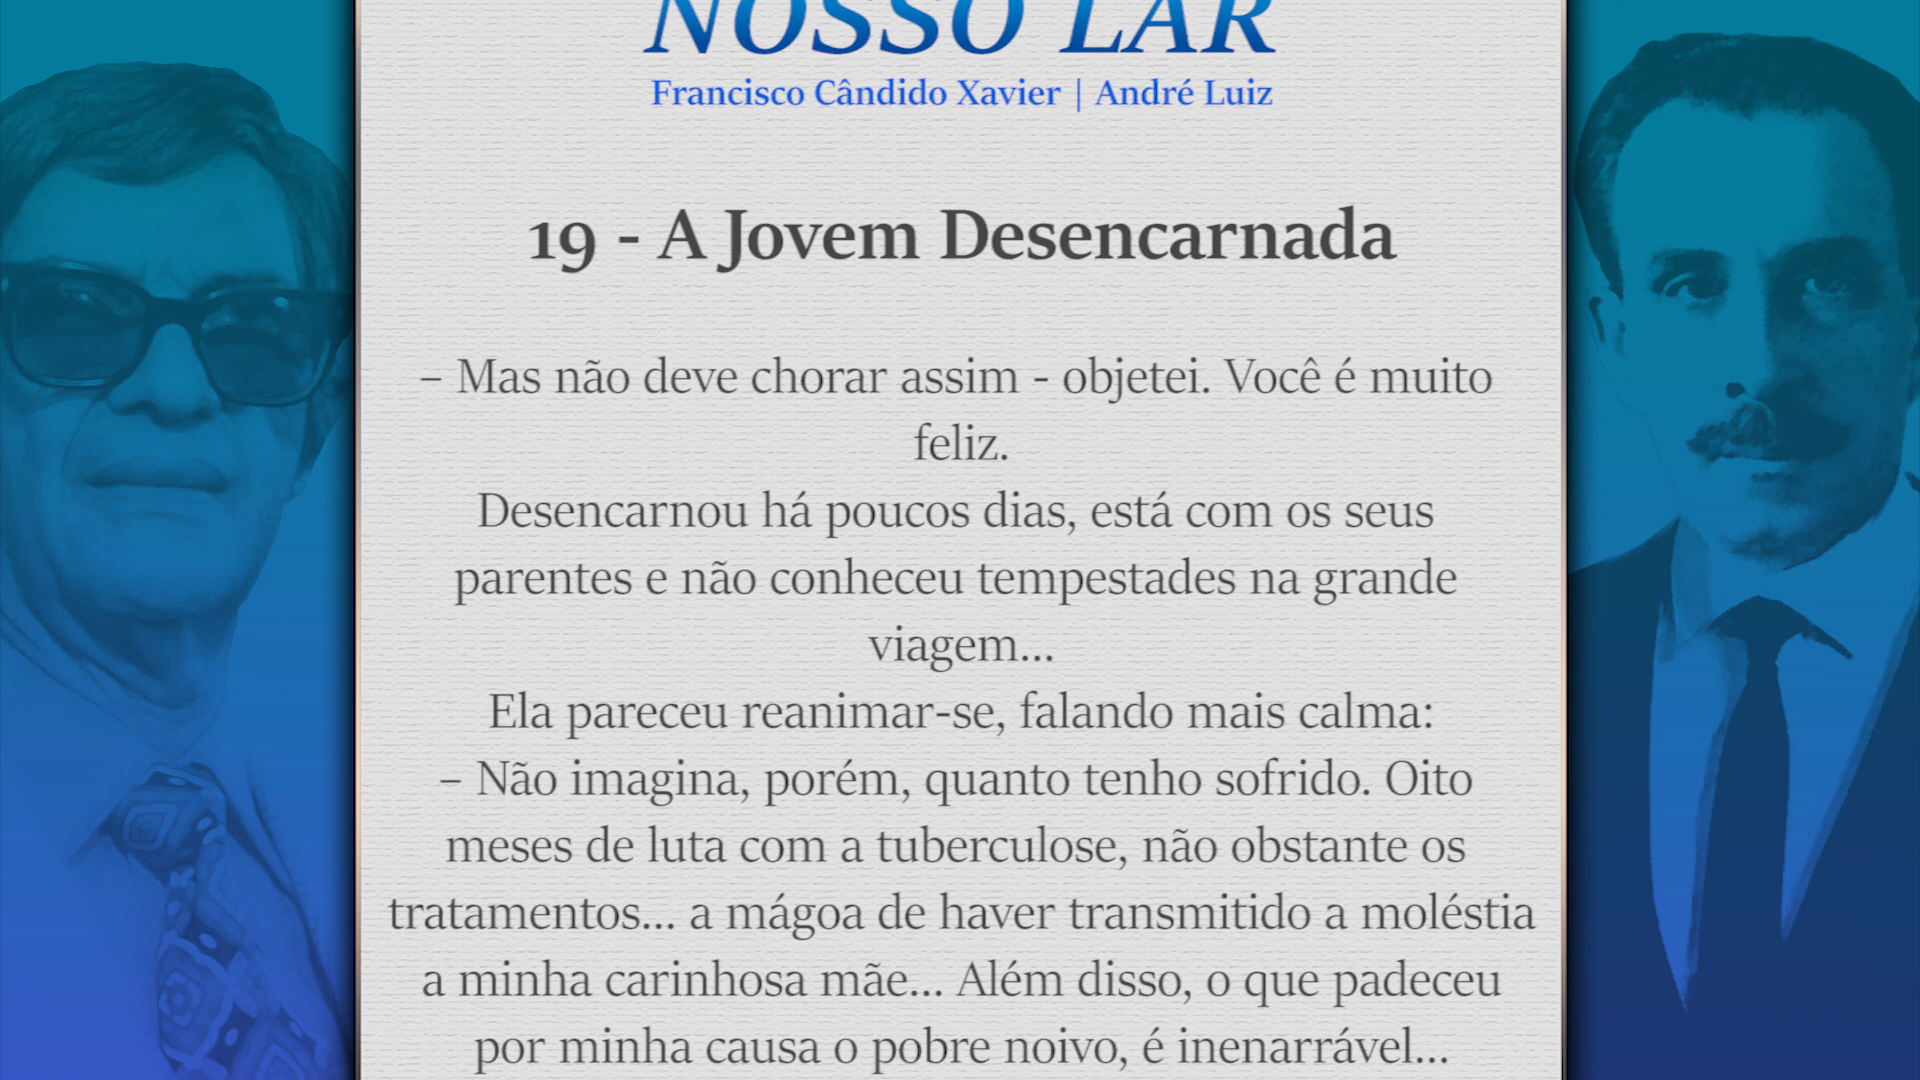 NOSSO LAR
Francisco Cândido Xavier | André Luiz
19 - A Jovem Desencarnada
– Mas não deve chorar assim - objetei. Você é muito
feliz.
Desencarnou há poucos dias, está com os seus
parentes e não conheceu tempestades na grande
viagem...
Ela pareceu reanimar-se, falando mais calma:
– Não imagina, porém, quanto tenho sofrido. Oito
meses de luta com a tuberculose, não obstante os
tratamentos... a mágoa de haver transmitido a moléstia
a minha carinhosa mãe... Além disso, o que padeceu
por minha causa o pobre noivo, é inenarrável...